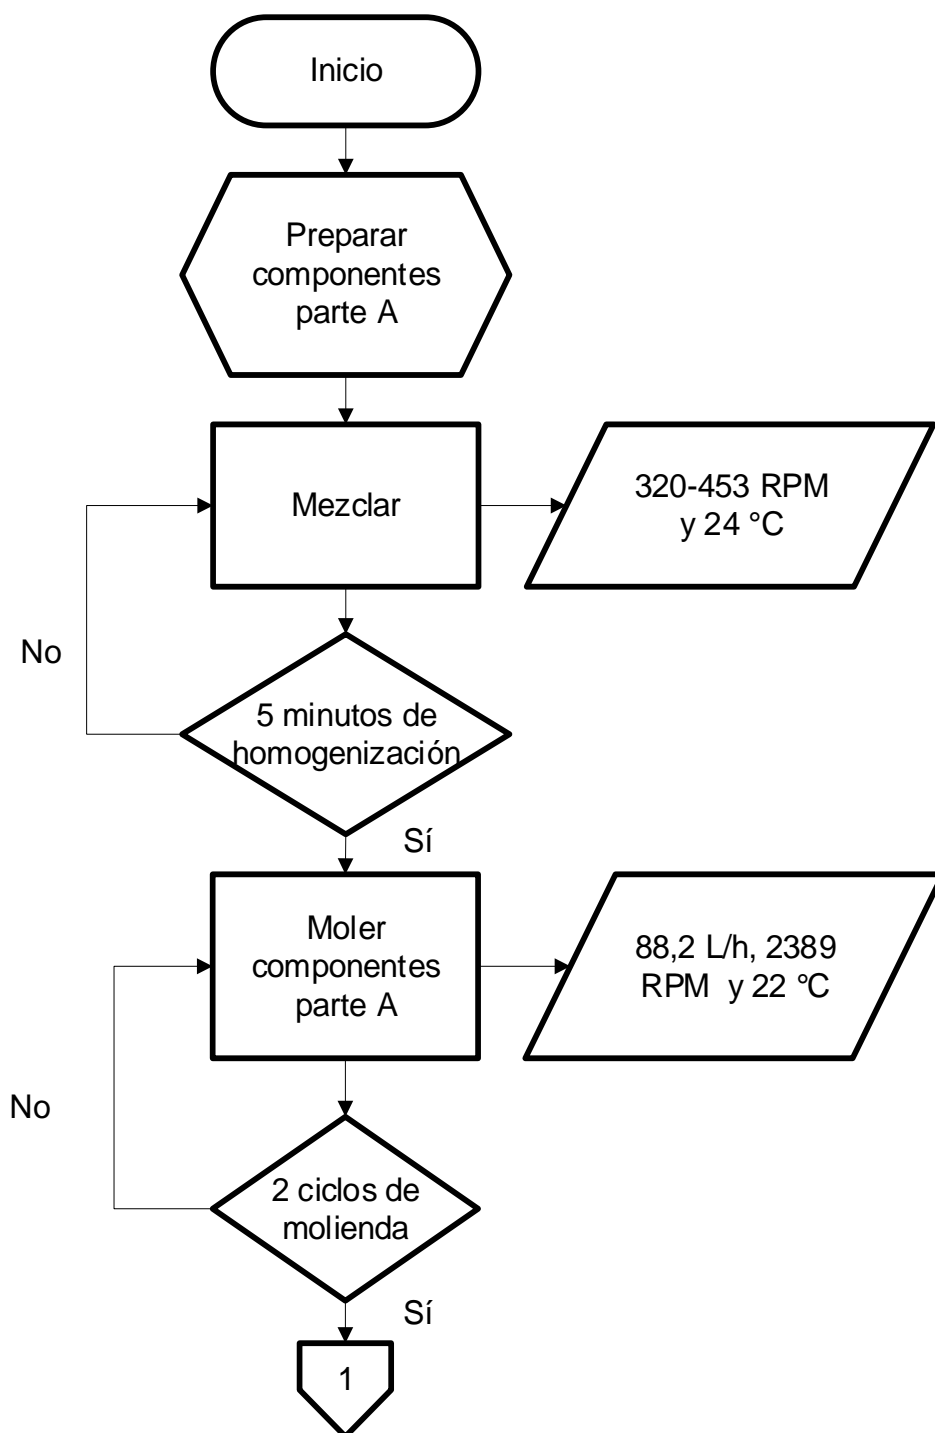 Inicio
Preparar
componentes
parte A
Mezclar
320-453 RPM
y 24 °C
No
5 minutos de
homogenización
Sí
Moler
componentes
parte A
88,2 L/h, 2389
RPM y 22 °C
No
2 ciclos de
molienda
Sí
1